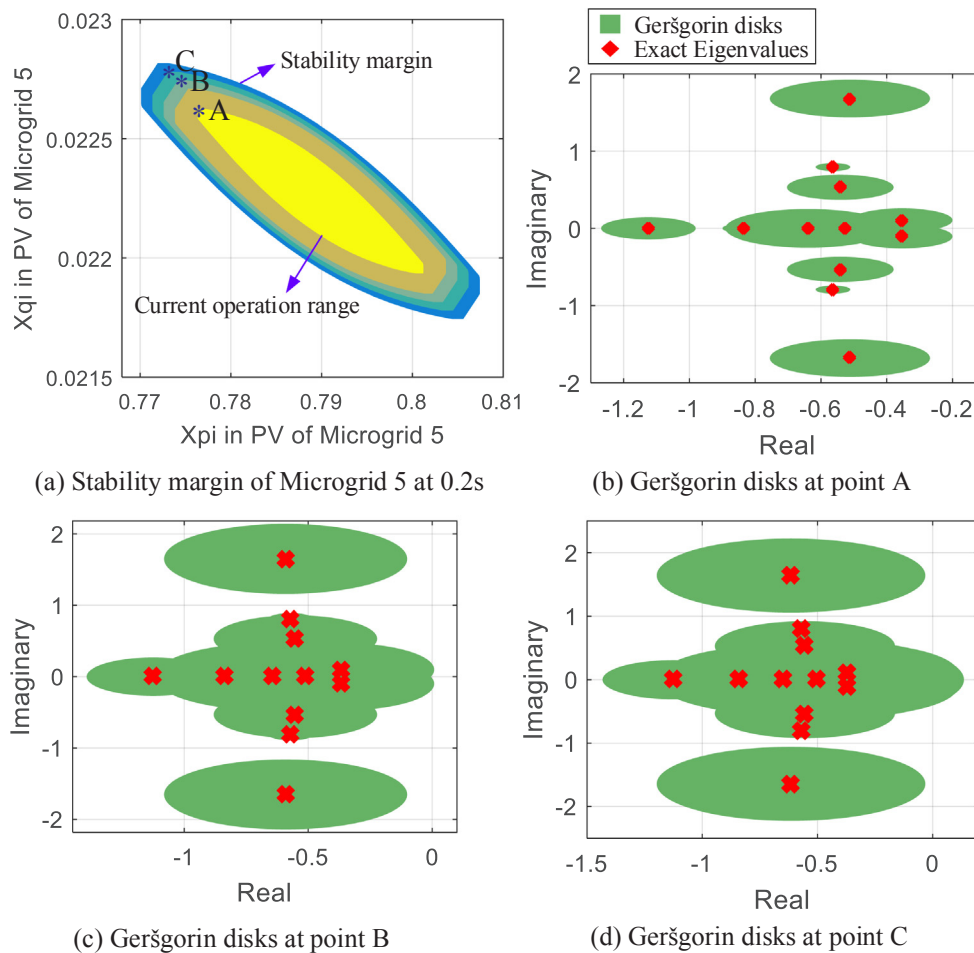 0.023
0.0225
0.022
0.0215
Xqi in PV of Microgrid 5
C
B
A
Stability margin
Current operation range
0.77
0.78
0.79
0.8
0.81
Xpi in PV of Microgrid 5
(a) Stability margin of Microgrid 5 at 0.2s
Geršgorin disks
Exact Eigenvalues
2
1
0
-1
-2
Imaginary
-1.2
-1
-0.8
-0.6
-0.4
-0.2
Real
(b) Geršgorin disks at point A
2
1
0
-1
-2
Imaginary
-1
-0.5
0
Real
(c) Geršgorin disks at point B
2
1
0
-1
-2
Imaginary
-1.5
-1
-0.5
0
Real
(d) Geršgorin disks at point C